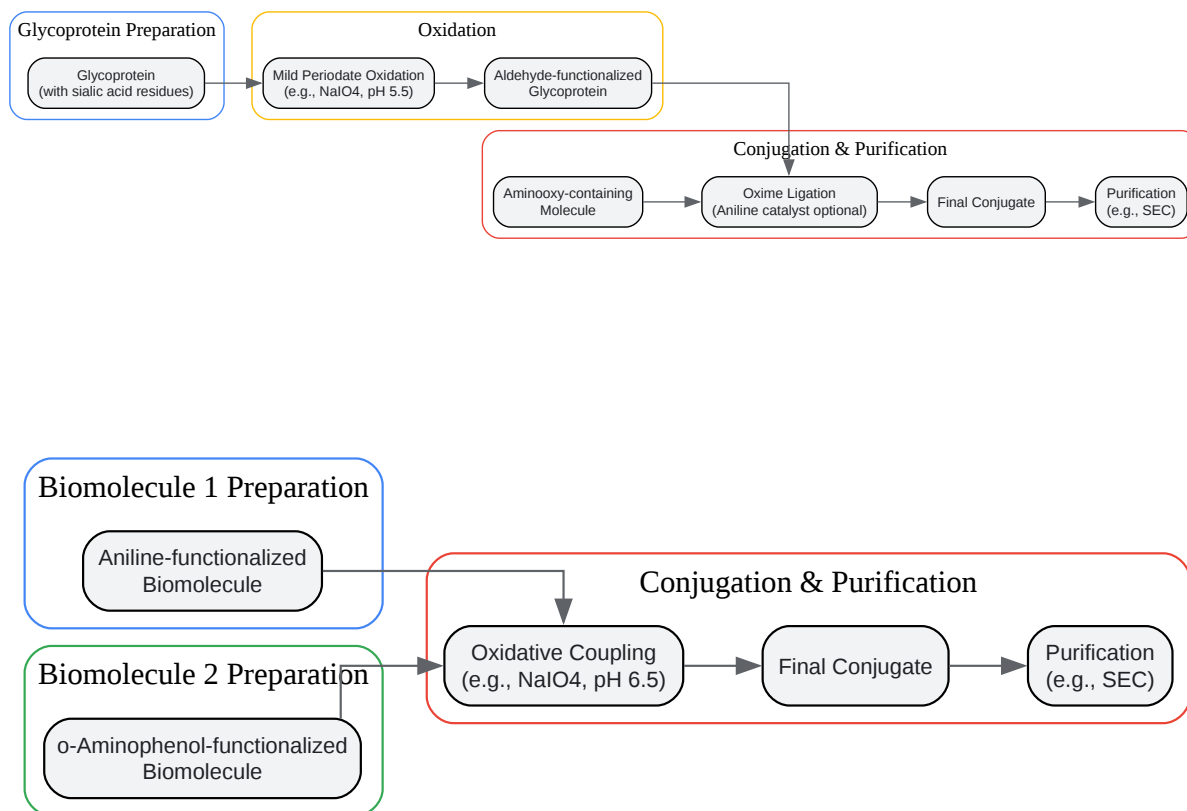 Glycoprotein Preparation
Glycoprotein
(with sialic acid residues)
Oxidation
Mild Periodate Oxidation
(e.g., NaIO4, pH 5.5)
Aldehyde-functionalized
Glycoprotein
Conjugation & Purification
Aminooxy-containing
Molecule
Oxime Ligation
(Aniline catalyst optional)
Final Conjugate
Purification
(e.g., SEC)
Biomolecule 1 Preparation
Aniline-functionalized
Biomolecule
Biomolecule 2 Preparation
o-Aminophenol-functionalized
Biomolecule
Conjugation & Purification
Oxidative Coupling
(e.g., NaIO4, pH 6.5)
Final Conjugate
Purification
(e.g., SEC)